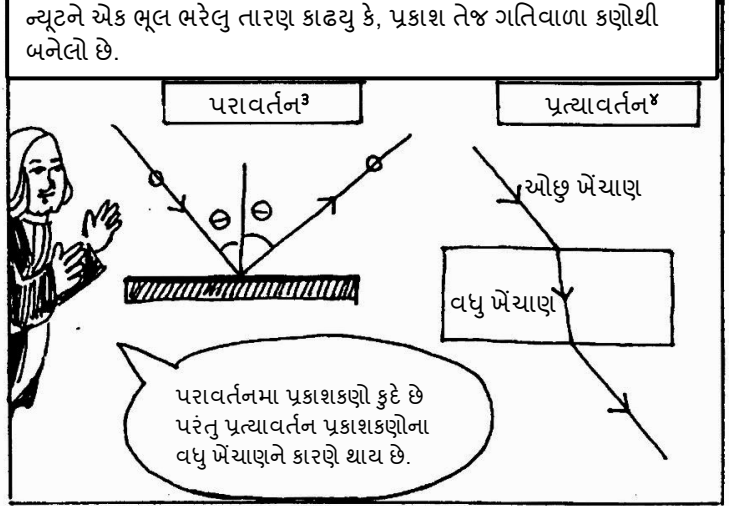 ન્યૂટને એક ભૂલ ભરેલુ તારણ કાઢયુ કે, પ્રકાશ તેજ ગતિવાળા કણોથી
બનેલો છે.
પરાવર્તન³
પ્રત્યાવર્તન૪
ઓછુ ખેંચાણ
વધુ ખેંચાણ
પરાવર્તનમા પ્રકાશકણો કુદે છે
પરંતુ પ્રત્યાવર્તન પ્રકાશકણોના
વધુ ખેંચાણને કારણે થાય છે.